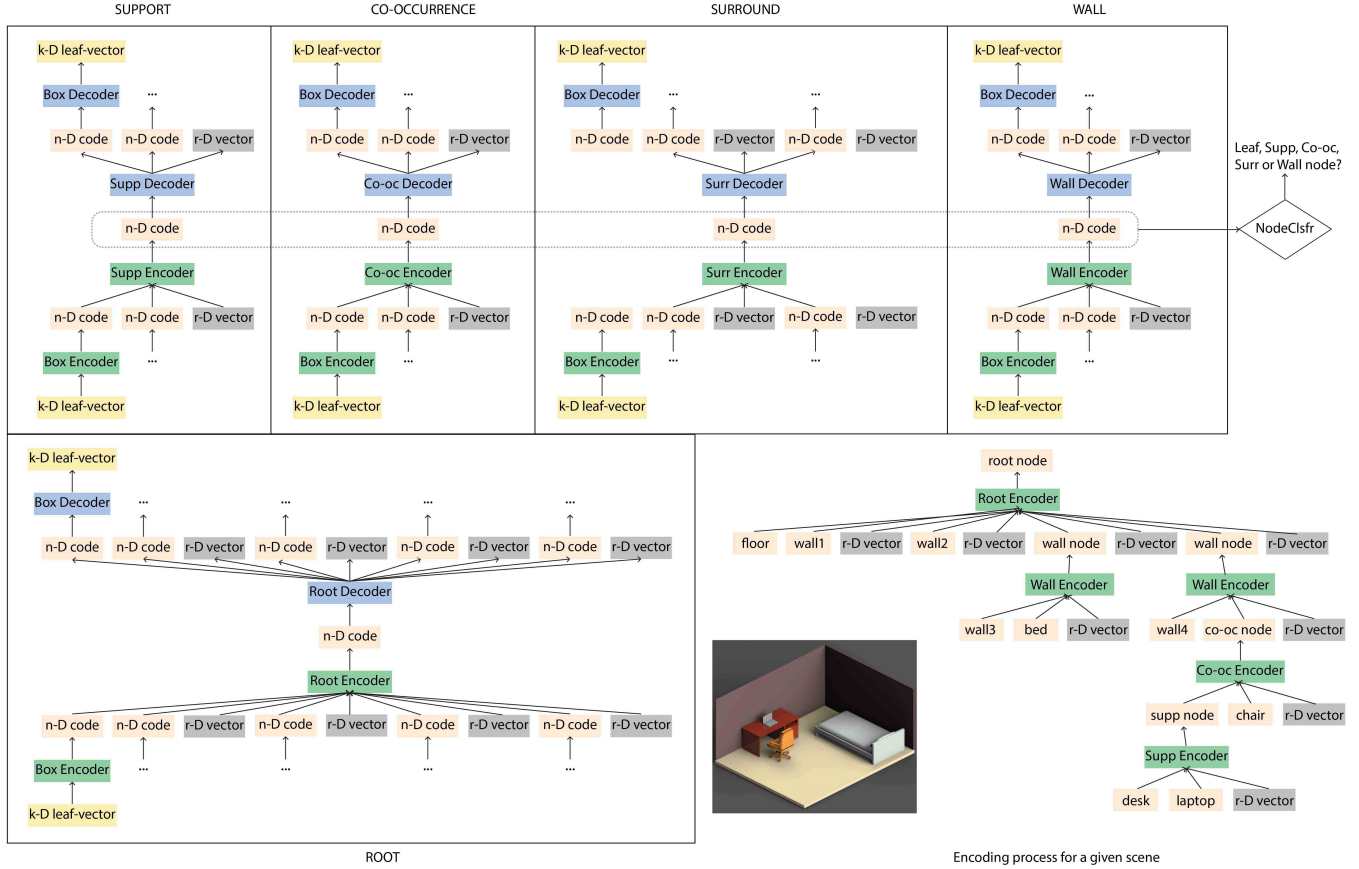 SUPPORT CO-OCCURRENCE SURROUND WALL
k-D leaf-vector k-D leaf-vector k-D leaf-vector k-D leaf-vector
Box Decoder ... Box Decoder ... Box Decoder ... ... Box Decoder ...
n-D code n-D code r-D vector n-D code n-D code r-D vector n-D code n-D code r-D vector n-D code r-D vector n-D code n-D code r-D vector
Leaf, Supp, Co-oc,
Surr or Wall node?
Supp Decoder Co-oc Decoder Surr Decoder Wall Decoder
n-D code n-D code n-D code n-D code NodeClsfr
Supp Encoder Co-oc Encoder Surr Encoder Wall Encoder
n-D code n-D code r-D vector n-D code n-D code r-D vector n-D code n-D code r-D vector n-D code r-D vector n-D code n-D code r-D vector
Box Encoder ... Box Encoder ... Box Encoder ... ... Box Encoder ...
k-D leaf-vector k-D leaf-vector k-D leaf-vector k-D leaf-vector
k-D leaf-vector
Box Decoder ... ... ... ...
n-D code n-D code r-D vector n-D code r-D vector n-D code r-D vector n-D code r-D vector
Root Decoder
n-D code
Root Encoder
n-D code n-D code r-D vector n-D code r-D vector n-D code r-D vector n-D code r-D vector
Box Encoder ... ... ... ...
k-D leaf-vector
ROOT
root node
Root Encoder
floor wall1 r-D vector wall2 r-D vector wall node r-D vector wall node r-D vector
Wall Encoder Wall Encoder
wall3 bed r-D vector wall4 co-oc node r-D vector
Co-oc Encoder
supp node chair r-D vector
Supp Encoder
desk laptop r-D vector
Encoding process for a given scene